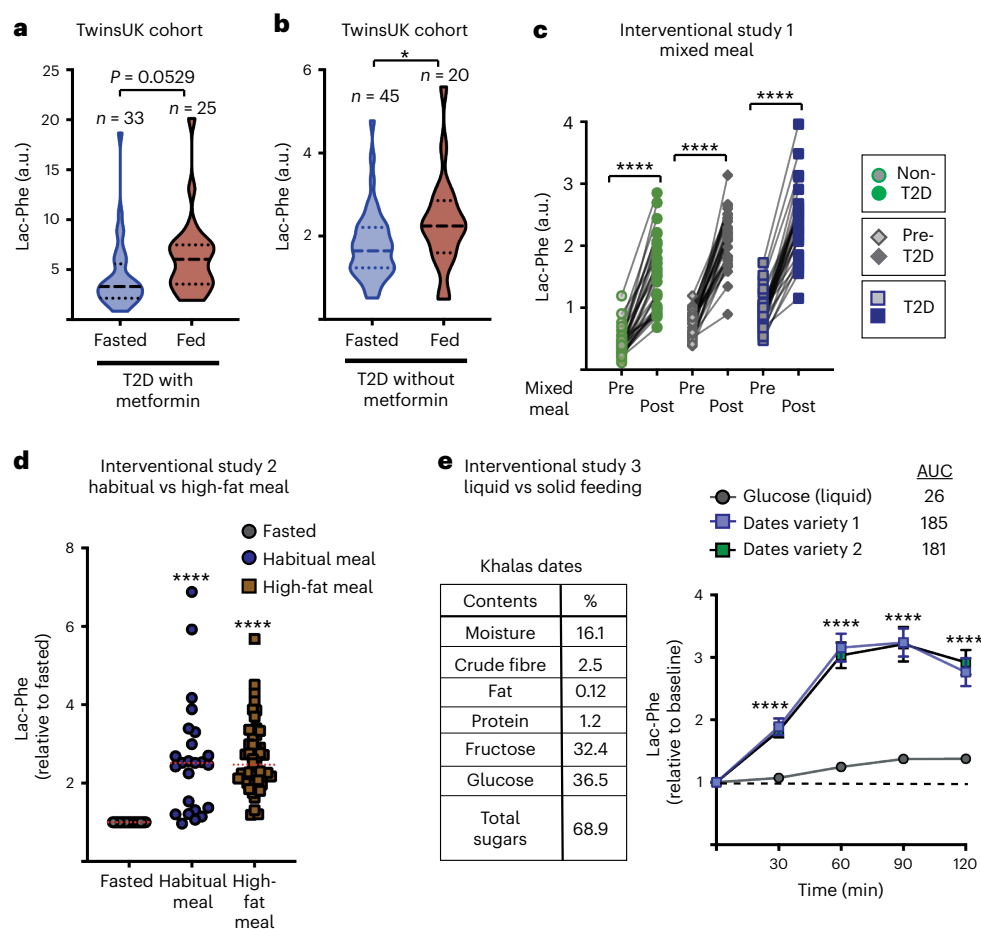 a
TwinsUK cohort
Lac-Phe (a.u.)
25
20
15
10
5
P = 0.0529
n = 33
n = 25
Fasted
Fed
T2D with
metformin
b
TwinsUK cohort
Lac-Phe (a.u.)
6
4
2
*
n = 45
n = 20
Fasted
Fed
T2D without
metformin
c
Interventional study 1
mixed meal
Lac-Phe (a.u.)
4
3
2
1
****
****
****
Mixed
meal
Pre
Post
Pre
Post
Pre
Post
Non-
T2D
Pre-
T2D
T2D
d
Interventional study 2
habitual vs high-fat meal
Fasted
Habitual meal
High-fat meal
Lac-Phe
(relative to fasted)
8
6
4
2
****
****
Fasted
Habitual
meal
High-
fat
meal
e
Interventional study 3
liquid vs solid feeding
Khalas dates
Contents %
Moisture 16.1
Crude fibre 2.5
Fat 0.12
Protein 1.2
Fructose 32.4
Glucose 36.5
Total
sugars 68.9
AUC
Glucose (liquid) 26
Dates variety 1 185
Dates variety 2 181
Lac-Phe
(relative to baseline)
4
3
2
1
****
****
****
****
30
60
90
120
Time (min)